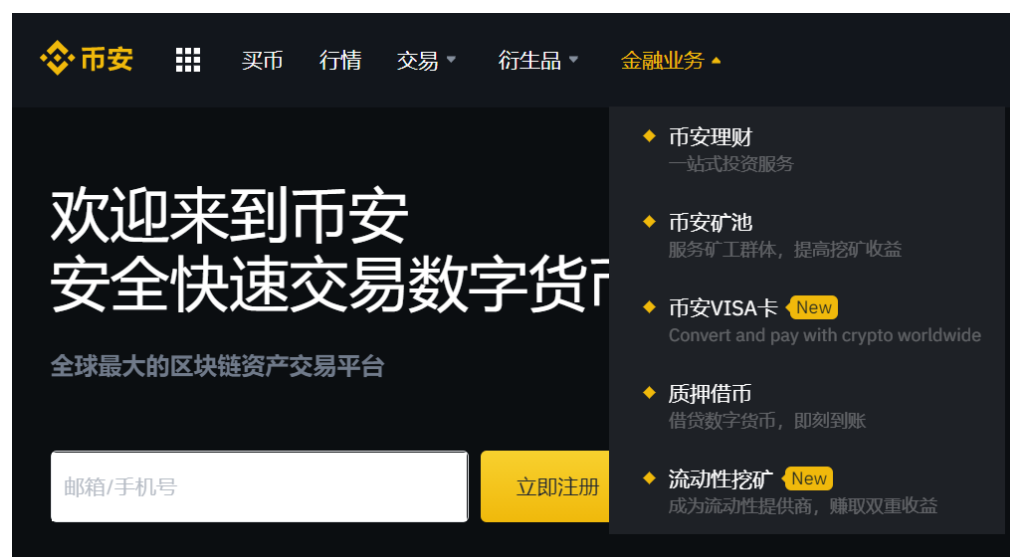 币安 买币 行情 交易 衍生品 金融业务
欢迎来到币安
安全快速交易数字货币
全球最大的区块链资产交易平台
邮箱/手机号 立即注册
币安理财
一站式投资服务
币安矿池
服务矿工群体，提高挖矿收益
币安VISA卡 New
Convert and pay with crypto worldwide
质押借币
借贷数字货币，即刻到账
流动性挖矿 New
成为流动性提供商，赚取双重收益